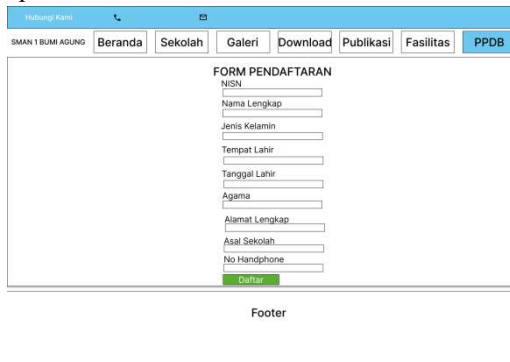 Hubungi Kami
SMAN 1 BUMI AGUNG Beranda Sekolah Galeri Download Publikasi Fasilitas PPDB
FORM PENDAFTARAN
NISN
Nama Lengkap
Jenis Kelamin
Tempat Lahir
Tanggal Lahir
Agama
Alamat Lengkap
Asal Sekolah
No Handphone
Daftar
Footer